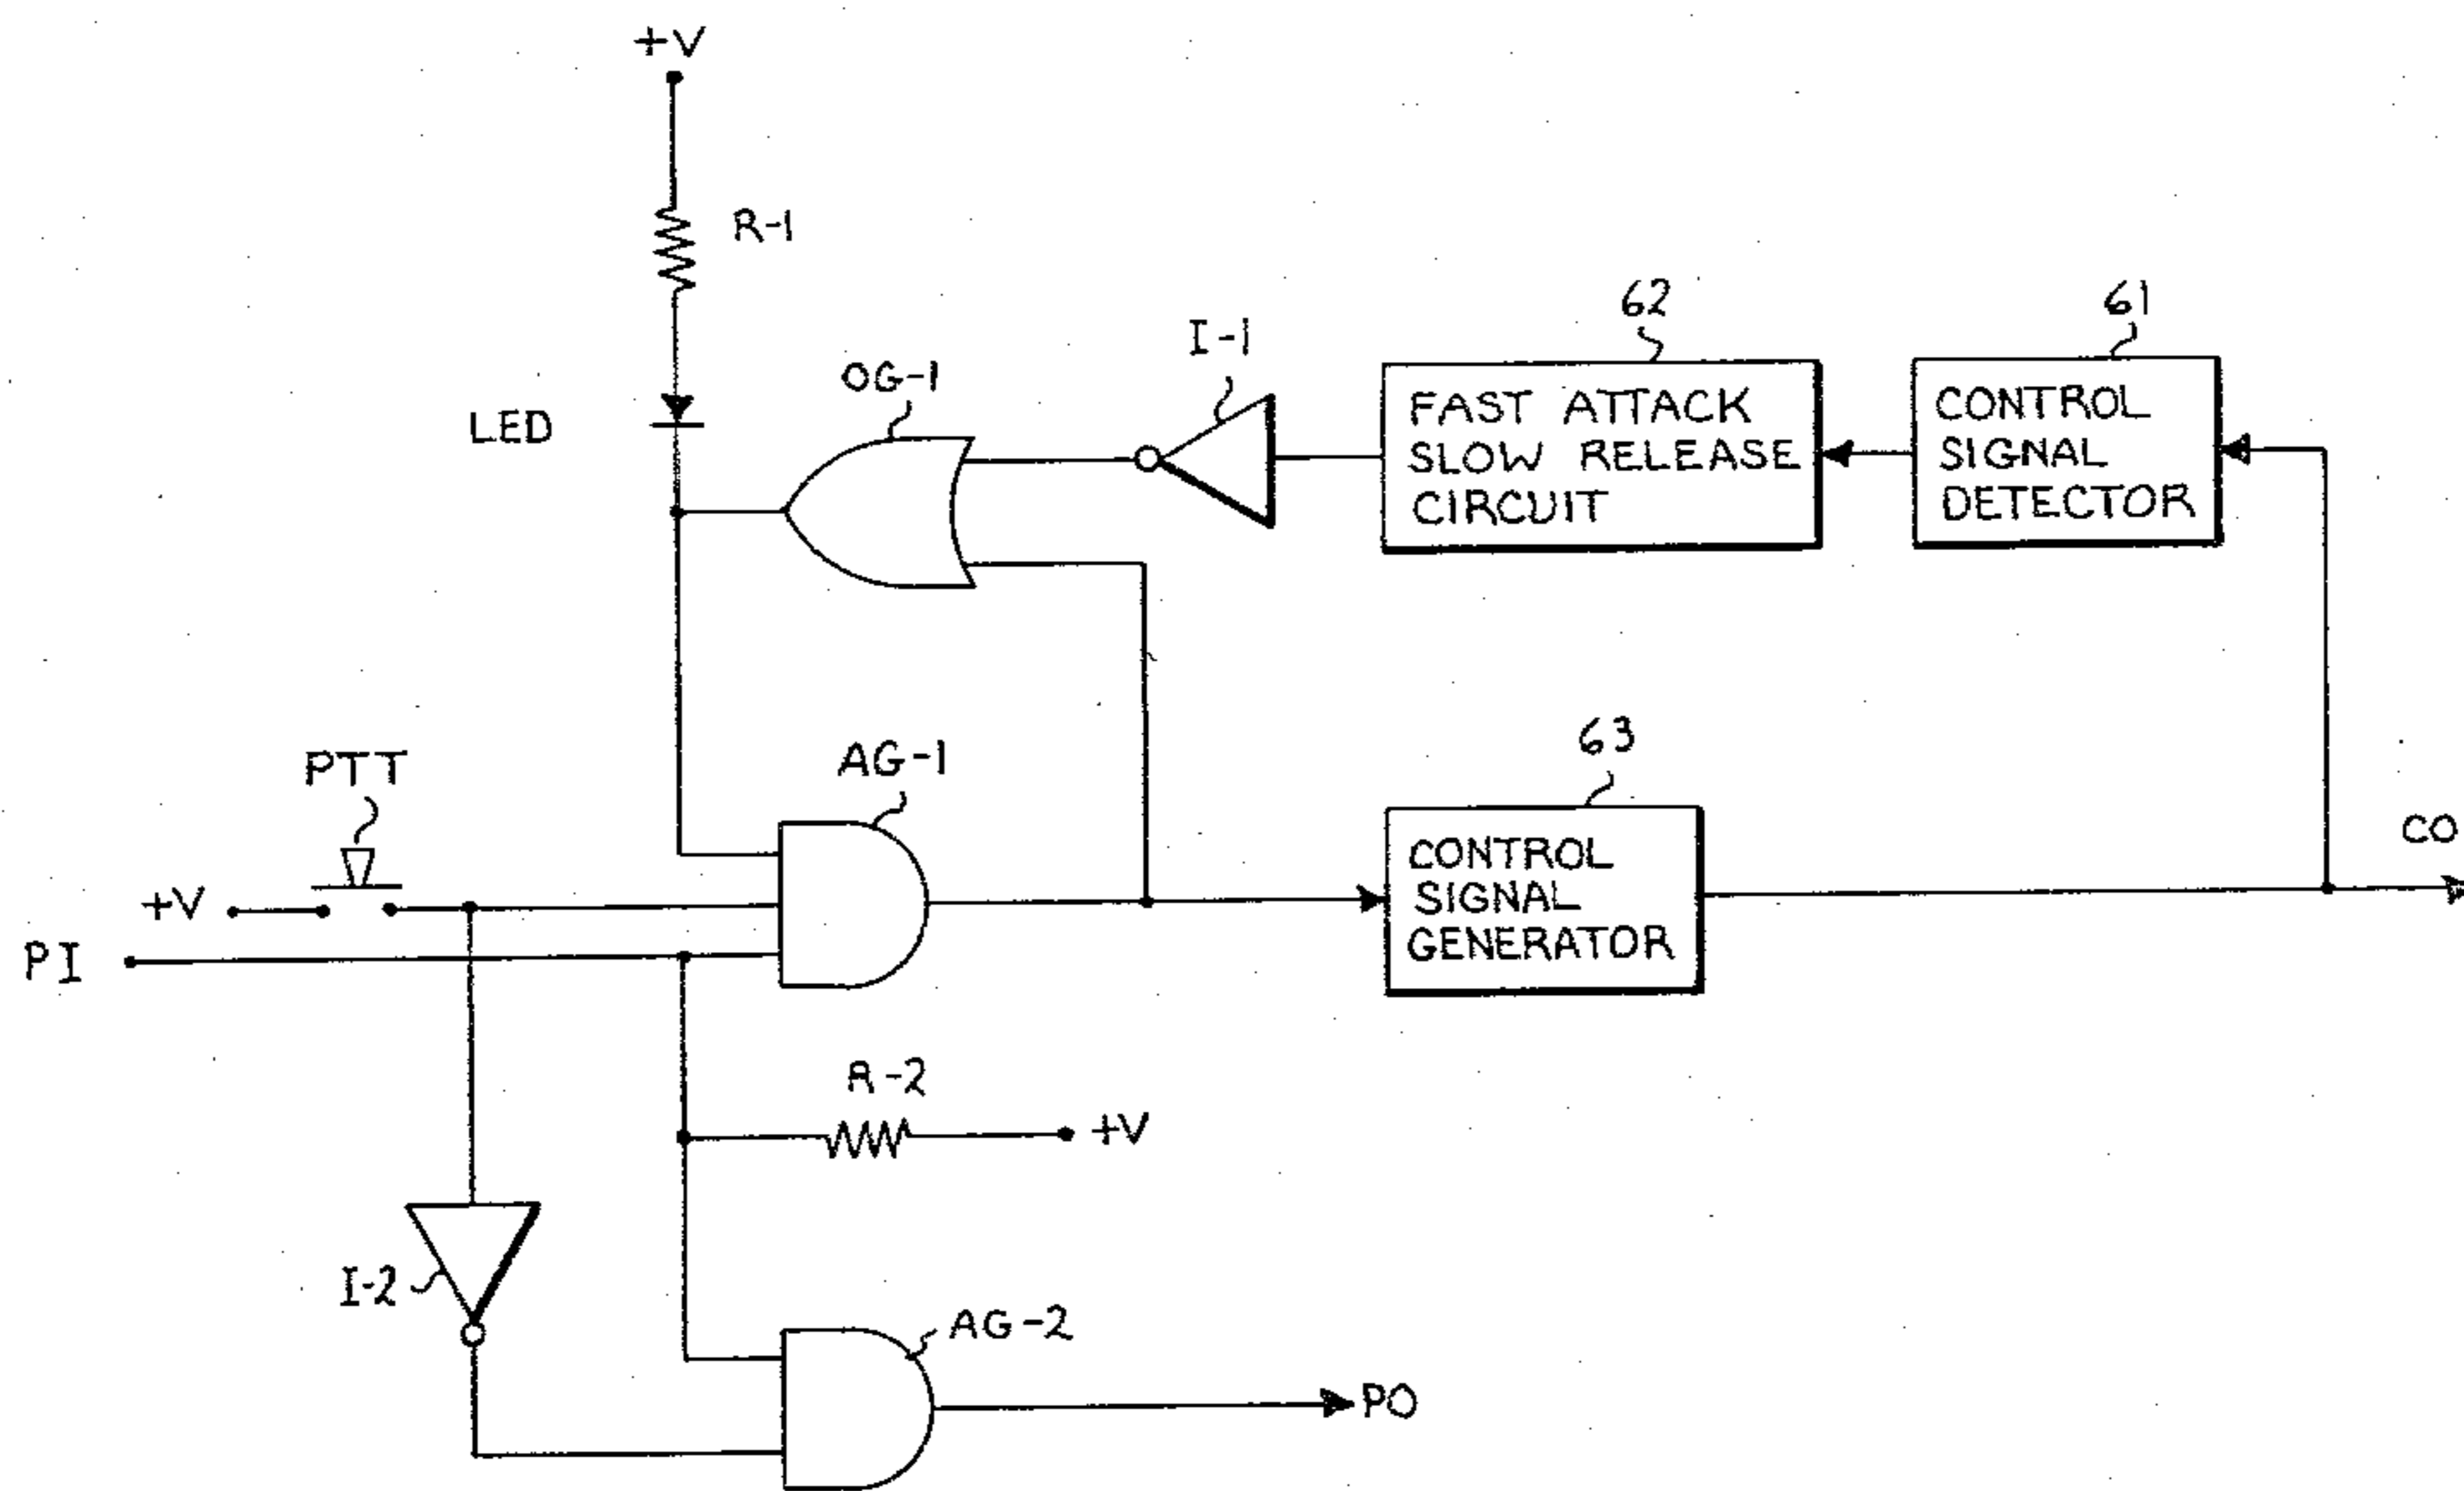 +V
R-1
62
61
I-1
OG-1
LED
FAST ATTACK
SLOW RELEASE
CIRCUIT
CONTROL
SIGNAL
DETECTOR
63
PTT
AG-1
CO
+V
PI
CONTROL
SIGNAL
GENERATOR
R-2
+V
I-2
AG-2
PO